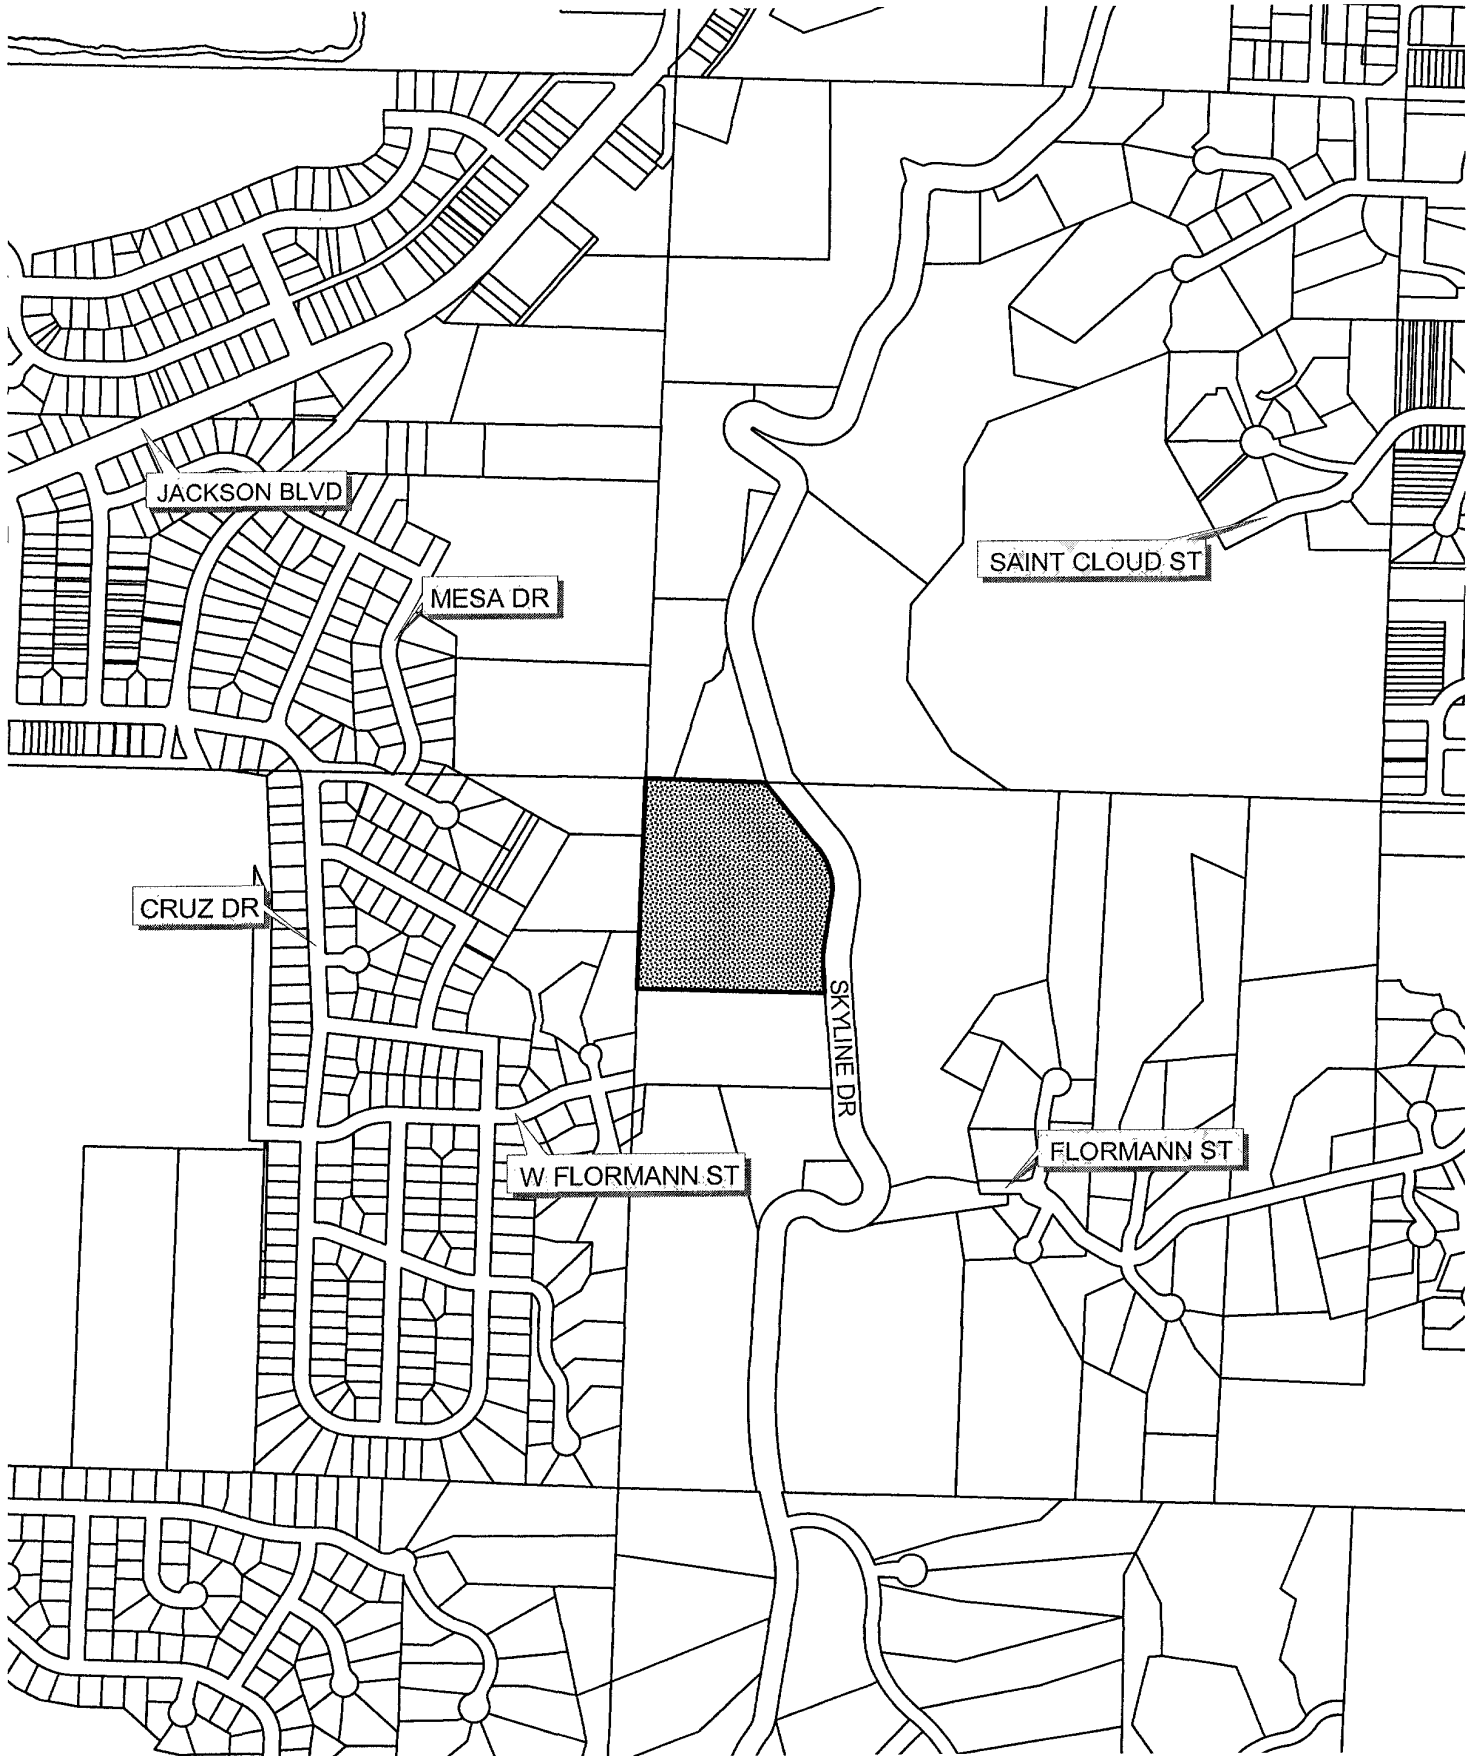 JACKSON BLVD
SAINT CLOUD ST
MESA DR
CRUZ DR
SKYLINE DR
FLORMANN ST
W FLORMANN ST